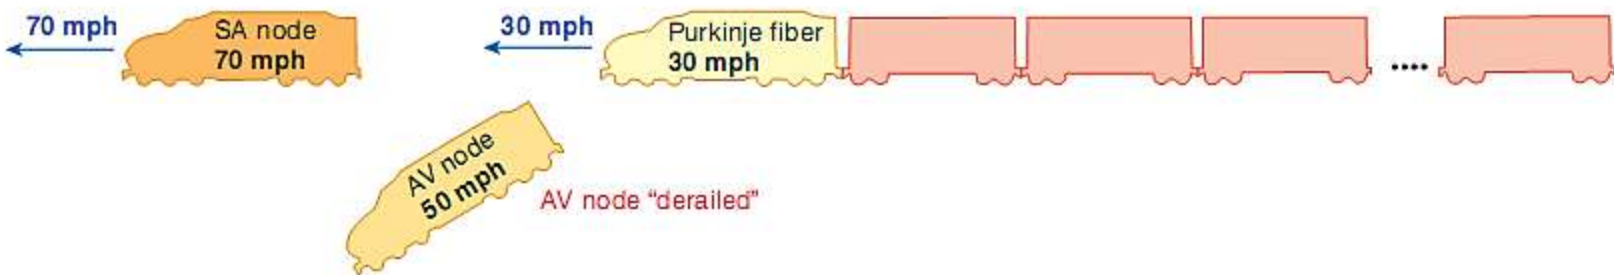 70 mph
SA node
70 mph
30 mph
Purkinje fiber
30 mph
AV node
50 mph
AV node “derailed”